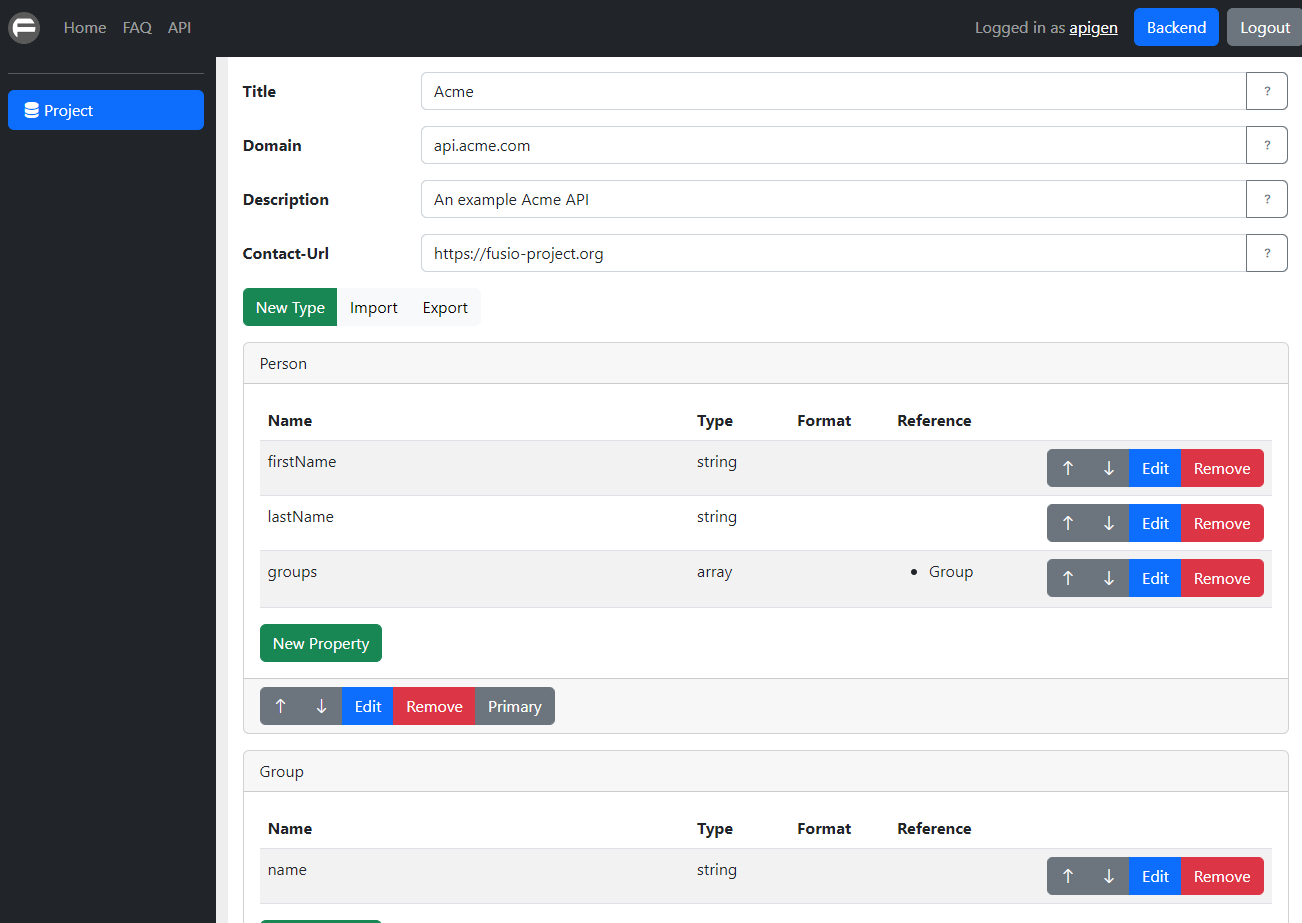 Home FAQ API Logged in as apigen Backend Logout
Project
Title Acme ?
Domain api.acme.com ?
Description An example Acme API ?
Contact-Url https://fusio-project.org ?
New Type Import Export
Person
Name Type Format Reference
firstName string ↑ ↓ Edit Remove
lastName string ↑ ↓ Edit Remove
groups array • Group ↑ ↓ Edit Remove
New Property
↑ ↓ Edit Remove Primary
Group
Name Type Format Reference
name string ↑ ↓ Edit Remove